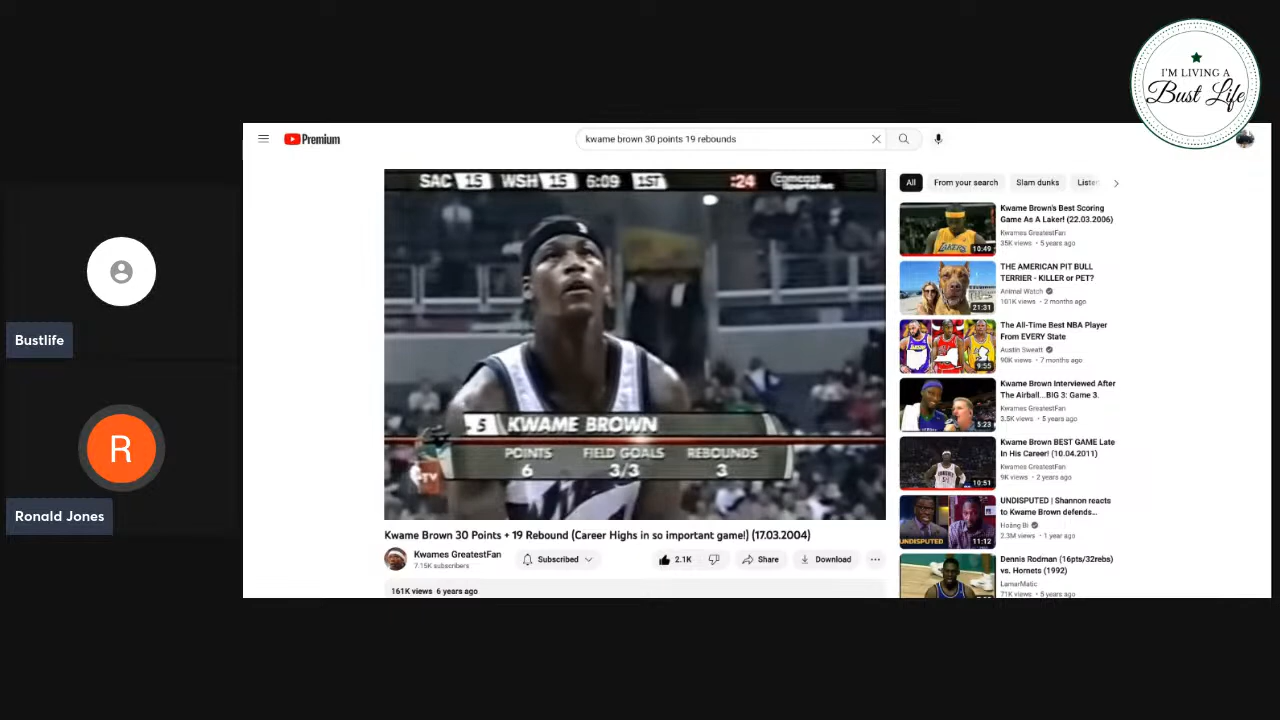 I'M LIVING A
Bust Life
Premium
kwame brown 30 points 19 rebounds
SAC 15 WSH 15 6:09 1ST :24 Comcast
5 KWAME BROWN
POINTS FIELD GOALS REBOUNDS
6 3/3 3
Kwame Brown 30 Points + 19 Rebound (Career Highs in so important game!) (17.03.2004)
Kwames GreatestFan
7.15K subscribers
Subscribed
2.1K
Share
Download
161K views 6 years ago
All
From your search
Slam dunks
Listen
Kwame Brown's Best Scoring
Game As A Laker! (22.03.2006)
Kwames GreatestFan
35K views • 5 years ago
10:49
THE AMERICAN PIT BULL
TERRIER - KILLER or PET?
Animal Watch
101K views • 2 months ago
21:31
The All-Time Best NBA Player
From EVERY State
Austin Sweatt
90K views • 7 months ago
9:55
Kwame Brown Interviewed After
The Airball...BIG 3: Game 3.
Kwames GreatestFan
3.5K views • 5 years ago
5:23
Kwame Brown BEST GAME Late
In His Career! (10.04.2011)
Kwames GreatestFan
9K views • 2 years ago
10:51
UNDISPUTED | Shannon reacts
to Kwame Brown defends...
Hoàng Bi
2.3M views • 1 year ago
UNDISPUTED
11:12
Dennis Rodman (16pts/32rebs)
vs. Hornets (1992)
LamarMatic
71K views • 5 years ago
Bustlife
R
Ronald Jones